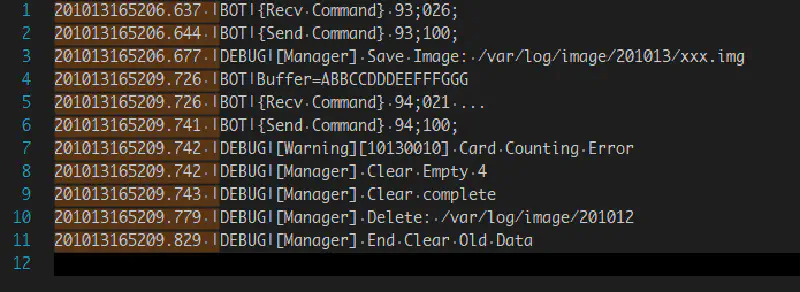 1 201013165206.637 |BOT|{Recv Command} 93;026;
2 201013165206.644 |BOT|{Send Command} 93;100;
3 201013165206.677 |DEBUG|[Manager] Save Image: /var/log/image/201013/xxx.img
4 201013165209.726 |BOT|Buffer=ABBCCDDDEEFFFGGG
5 201013165209.726 |BOT|{Recv Command} 94;021 ...
6 201013165209.741 |BOT|{Send Command} 94;100;
7 201013165209.742 |DEBUG|[Warning][10130010] Card Counting Error
8 201013165209.742 |DEBUG|[Manager] Clear Empty 4
9 201013165209.743 |DEBUG|[Manager] Clear complete
10 201013165209.779 |DEBUG|[Manager] Delete: /var/log/image/201012
11 201013165209.829 |DEBUG|[Manager] End Clear Old Data
12